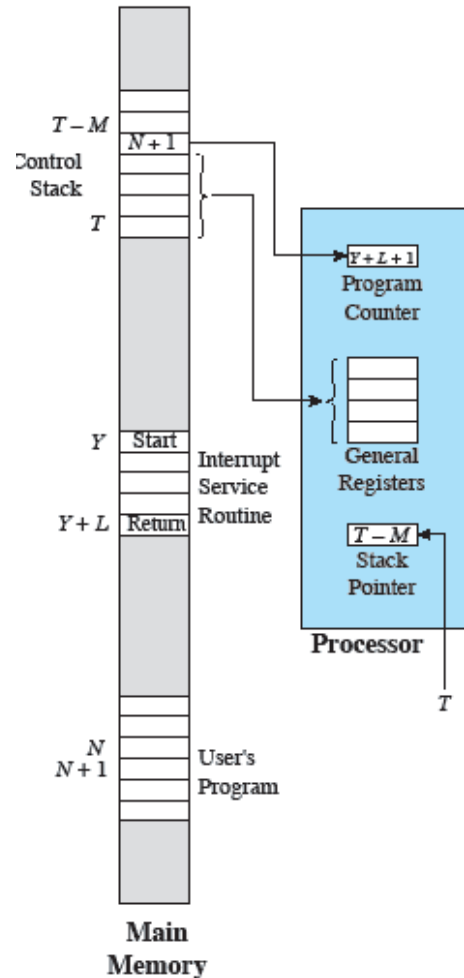 T – M
N + 1
Control
Stack
T
Y + L + 1
Program
Counter
Y
Start
Interrupt
Service
Routine
General
Registers
Y + L
Return
T – M
Stack
Pointer
Processor
T
N
N + 1
User's
Program
Main
Memory